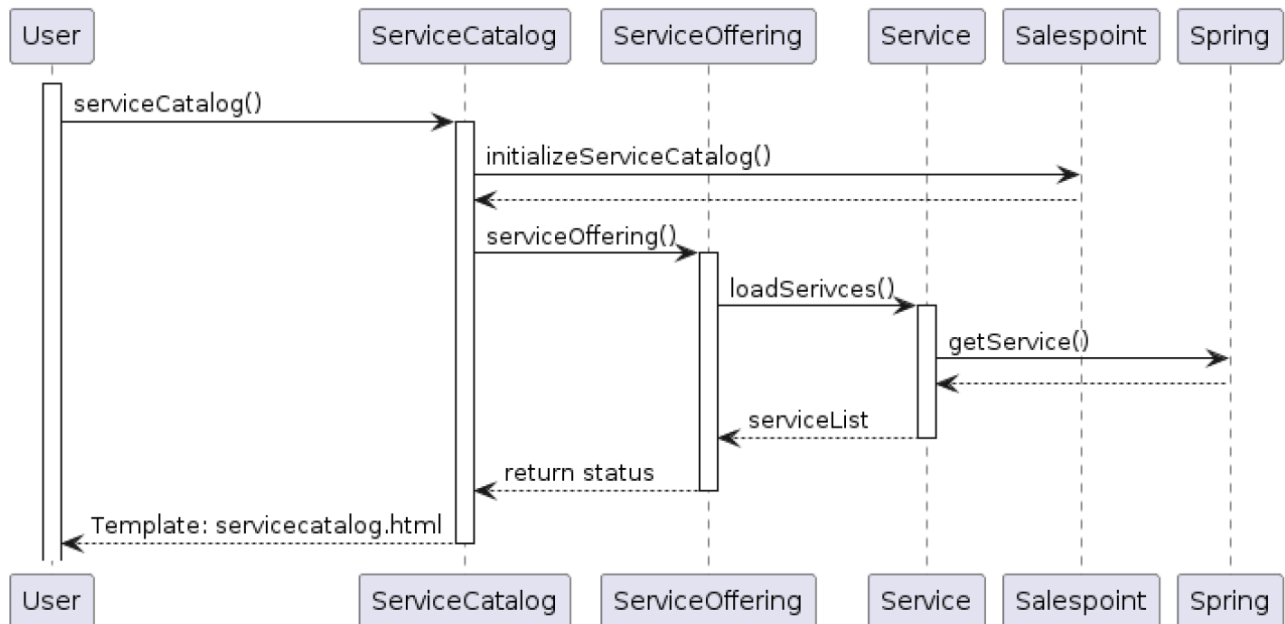 User
ServiceCatalog
ServiceOffering
Service
Salespoint
Spring
serviceCatalog()
initializeServiceCatalog()
serviceOffering()
loadSerivces()
getService()
serviceList
return status
Template: servicecatalog.html
User
ServiceCatalog
ServiceOffering
Service
Salespoint
Spring